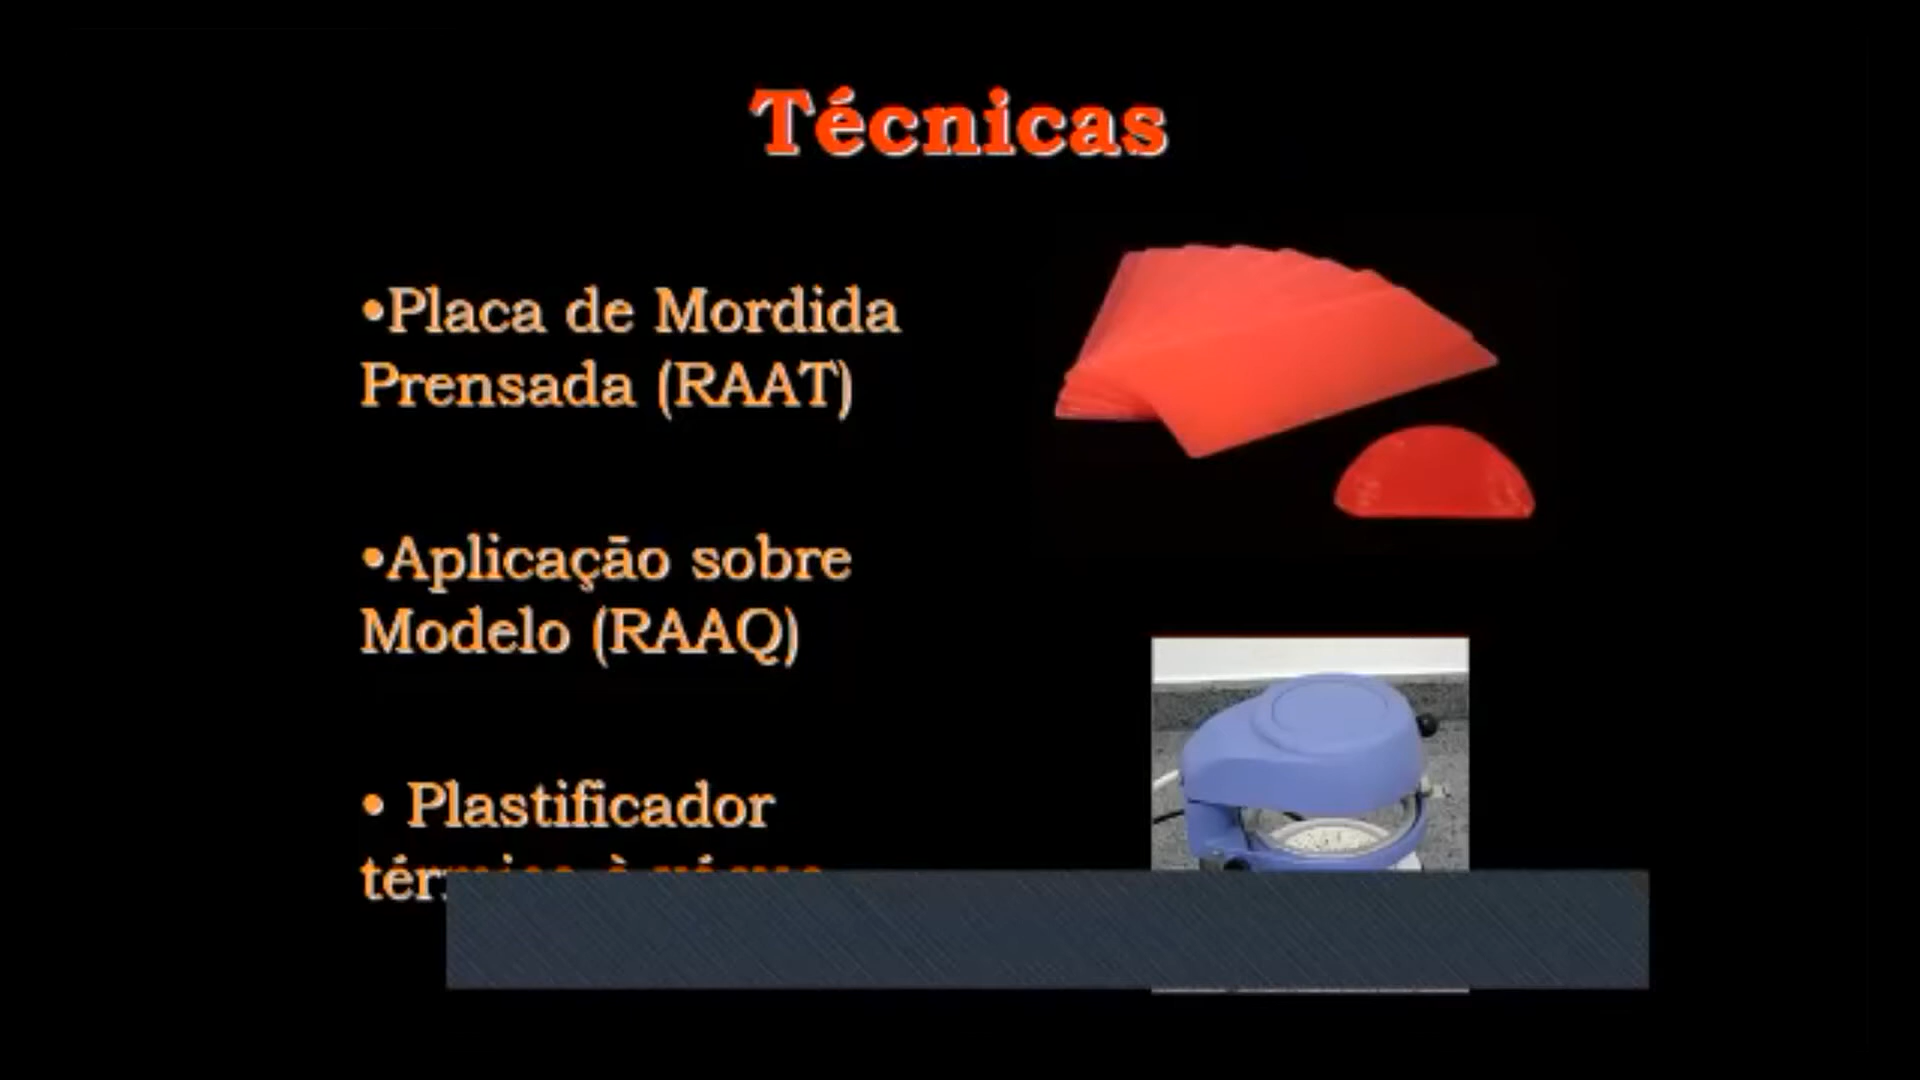 Técnicas
•Placa de Mordida
Prensada (RAAT)
•Aplicação sobre
Modelo (RAAQ)
• Plastificador